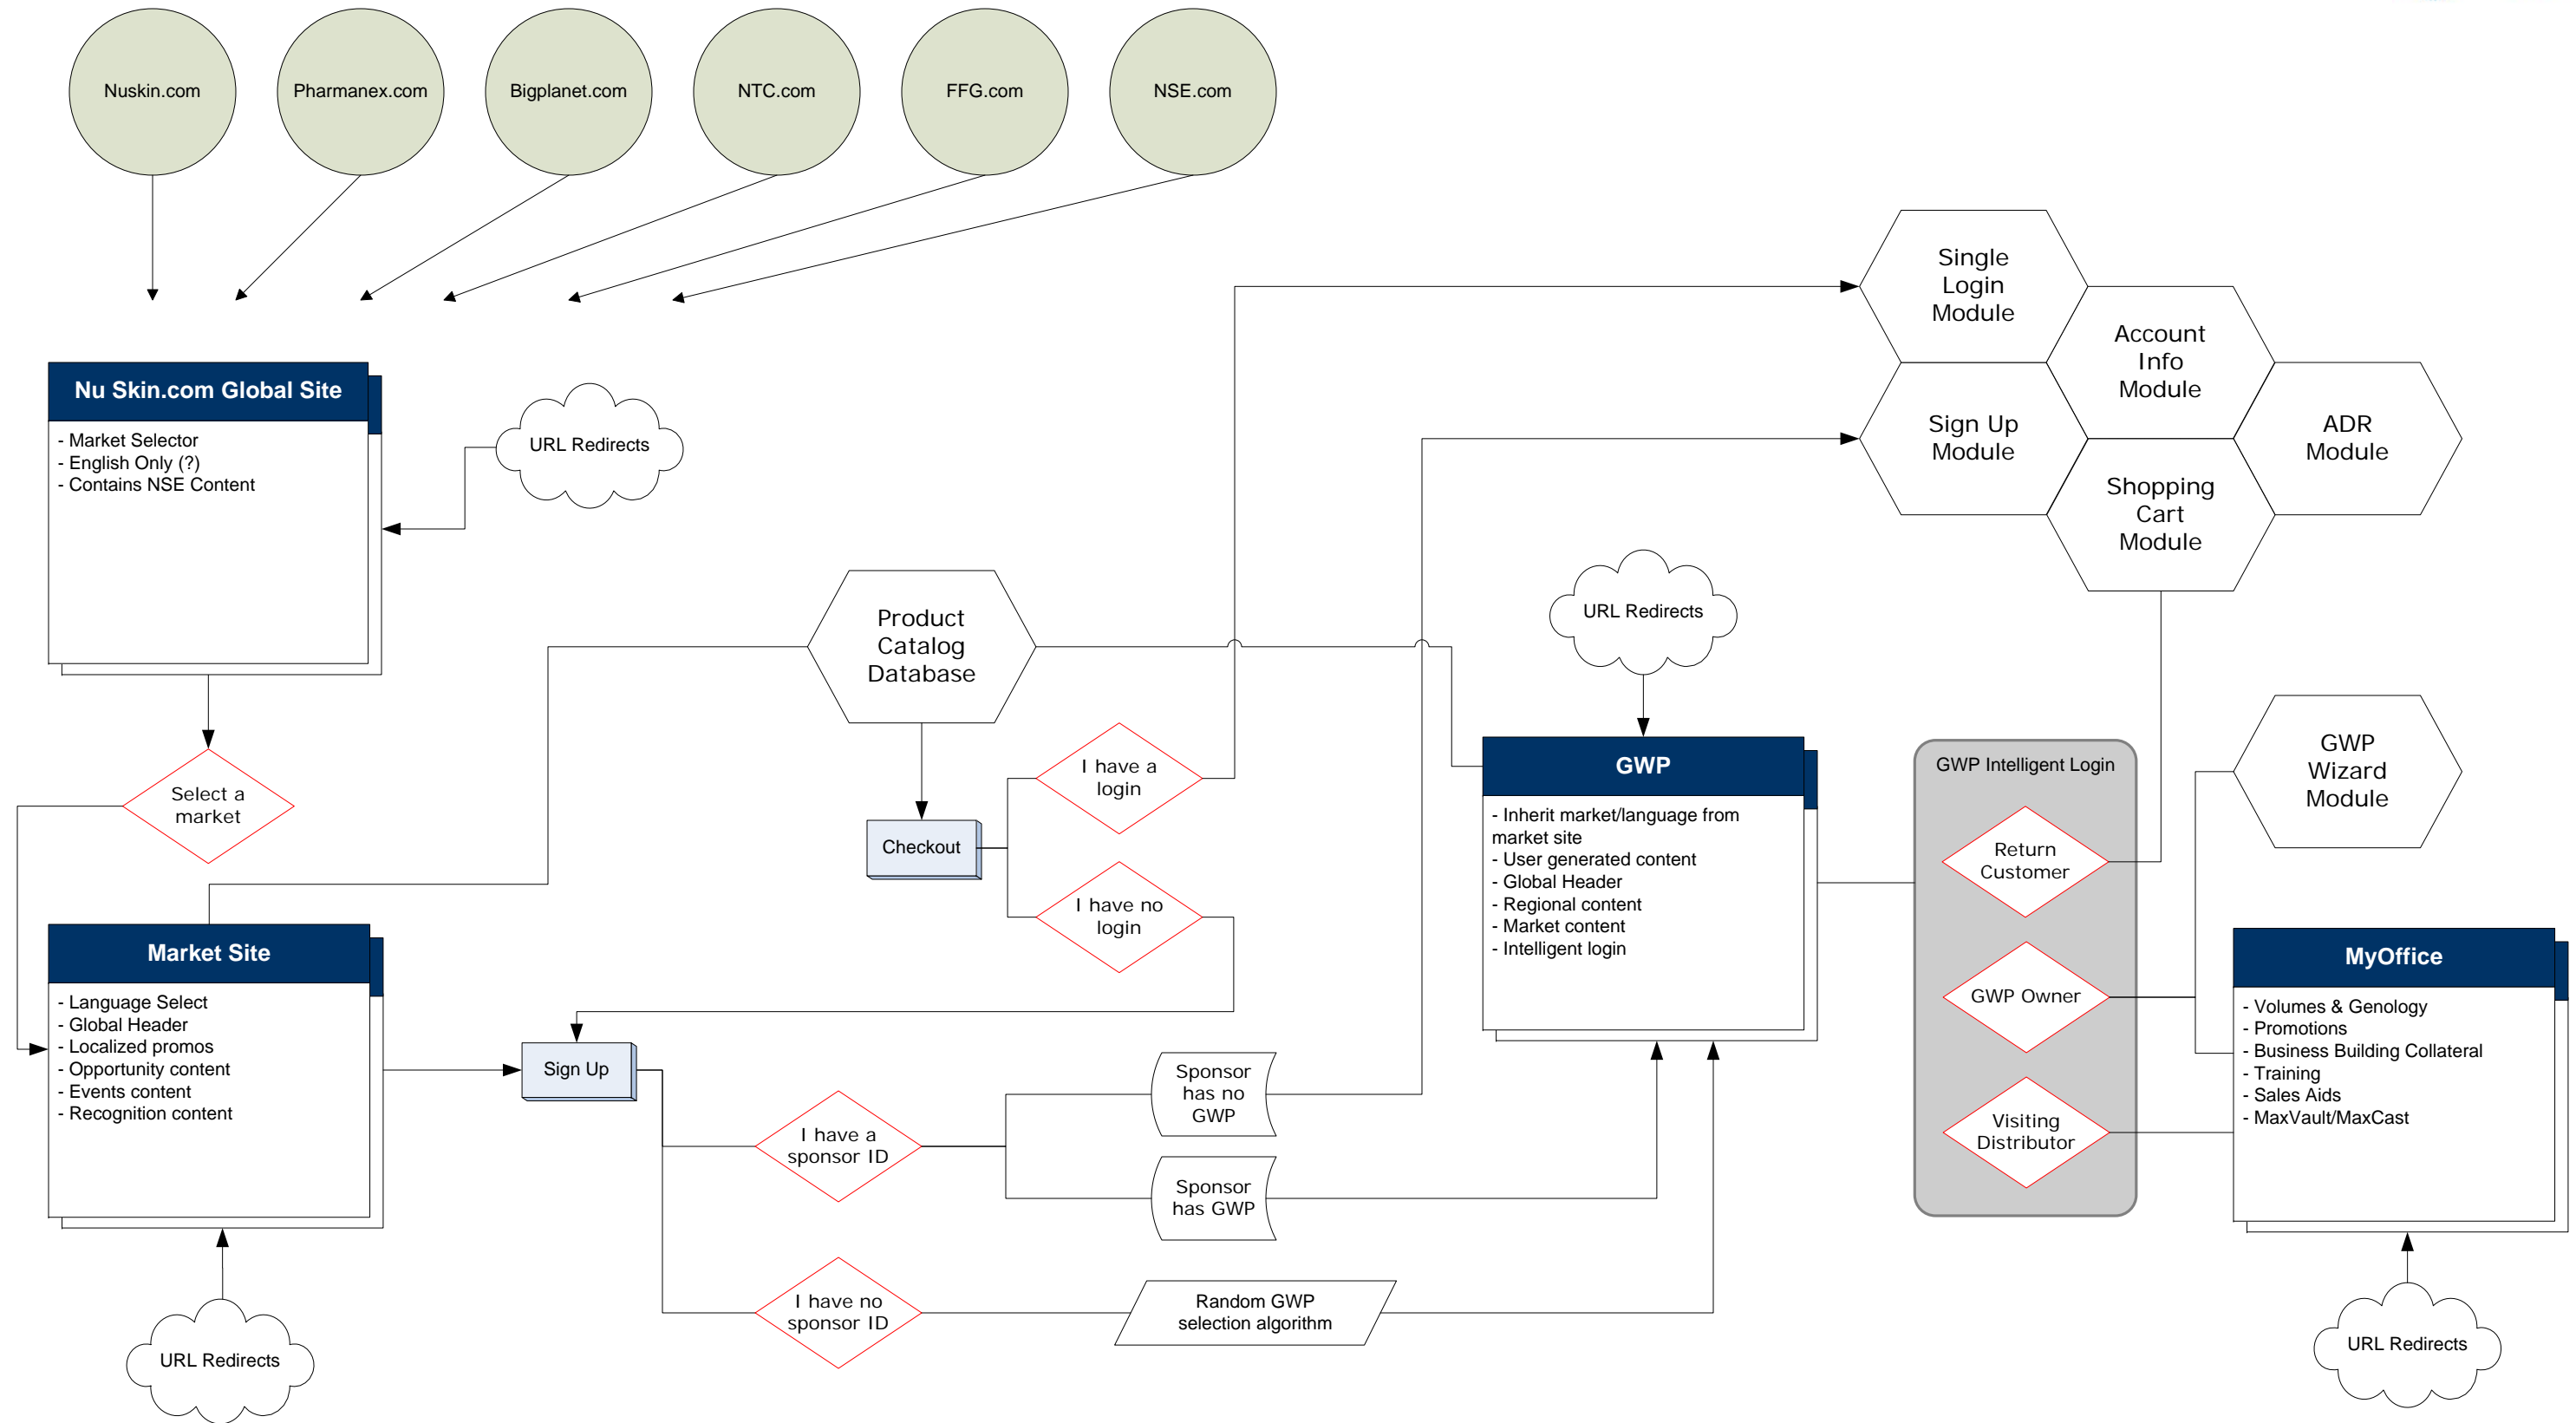 Nuskin.com
Pharmanex.com
Bigplanet.com
NTC.com
FFG.com
NSE.com
Nu Skin.com Global Site
- Market Selector
- English Only (?)
- Contains NSE Content
URL Redirects
Single
Login
Module
Account
Info
Module
Sign Up
Module
ADR
Module
Shopping
Cart
Module
Product
Catalog
Database
URL Redirects
Select a
market
I have a
login
Checkout
I have no
login
GWP
- Inherit market/language from
market site
- User generated content
- Global Header
- Regional content
- Market content
- Intelligent login
GWP Intelligent Login
Return
Customer
GWP Owner
Visiting
Distributor
GWP
Wizard
Module
Market Site
- Language Select
- Global Header
- Localized promos
- Opportunity content
- Events content
- Recognition content
Sign Up
I have a
sponsor ID
Sponsor
has no
GWP
Sponsor
has GWP
I have no
sponsor ID
Random GWP
selection algorithm
MyOffice
- Volumes & Genology
- Promotions
- Business Building Collateral
- Training
- Sales Aids
- MaxVault/MaxCast
URL Redirects
URL Redirects